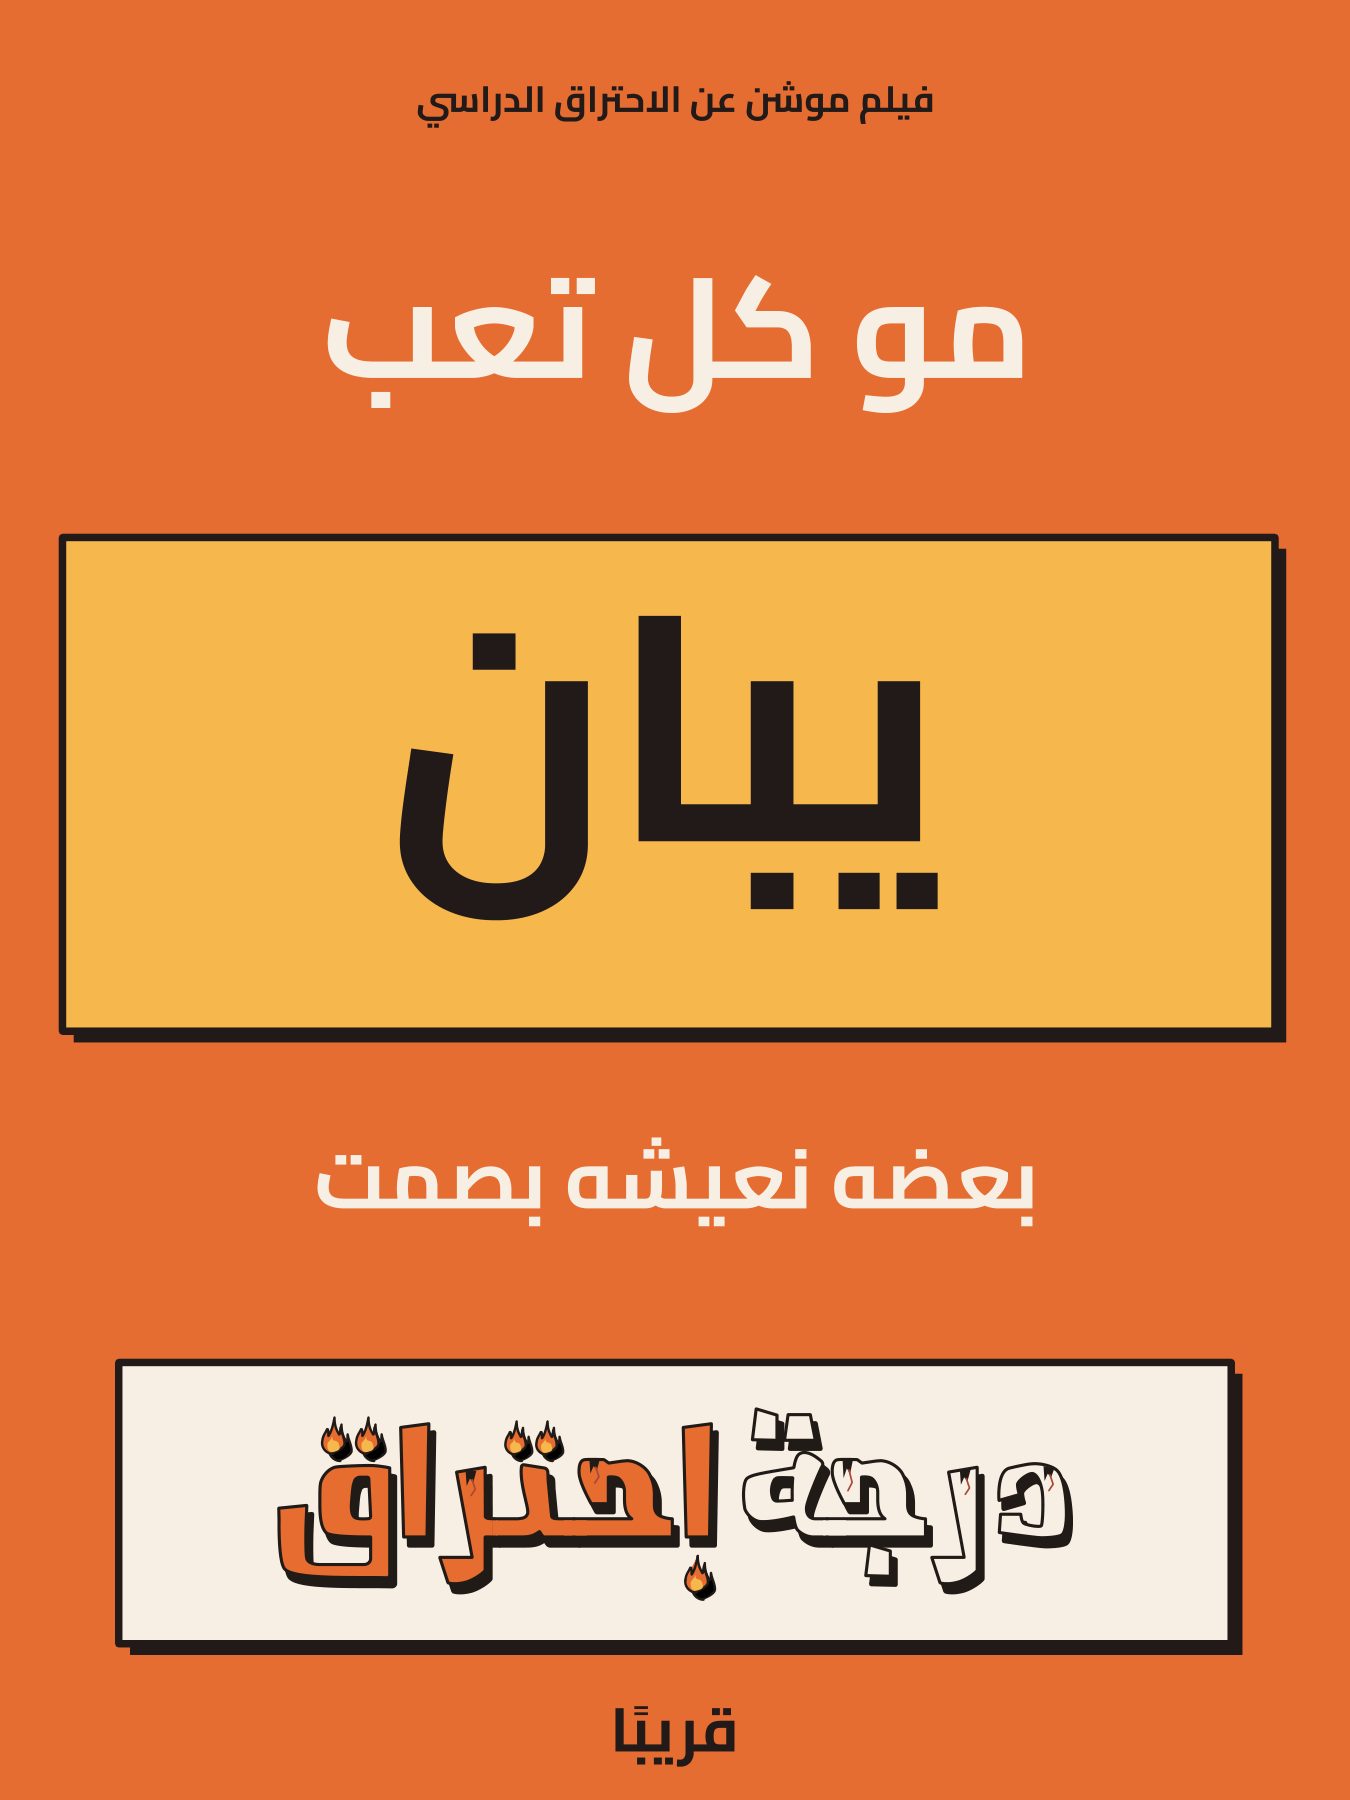 فيلم موشن عن الاحتراق الدراسي
مو كل تعب
يبان
بعضه نعيشه بصمت
درجة إحتراق
قريبًا